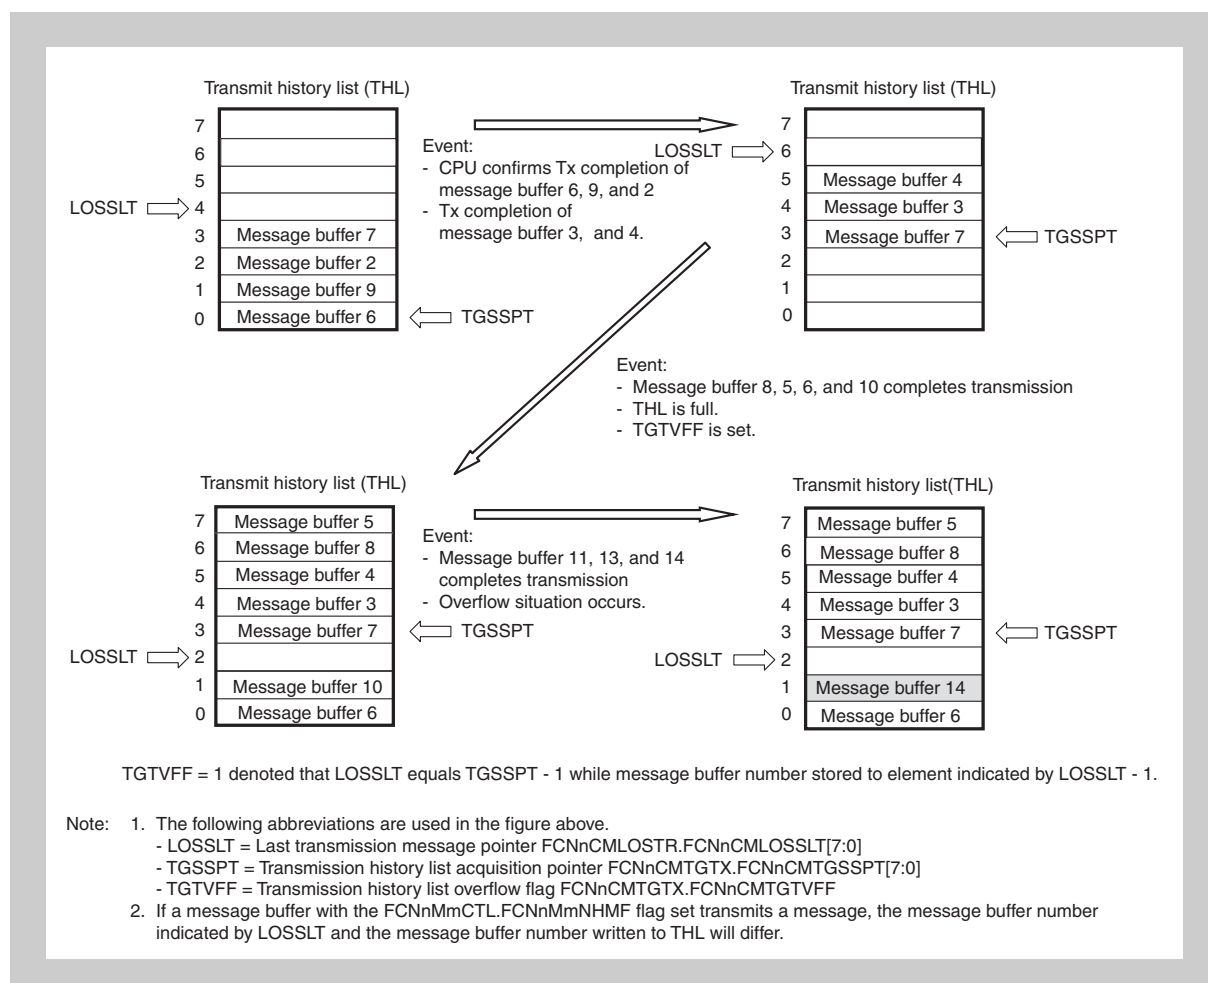 Transmit history list (THL)
7
6
5
LOSSLT 4
3 Message buffer 7
2 Message buffer 2
1 Message buffer 9
0 Message buffer 6 TGSSPT
Event:
- CPU confirms Tx completion of
message buffer 6, 9, and 2
- Tx completion of
message buffer 3, and 4.
Transmit history list (THL)
7
LOSSLT 6
5 Message buffer 4
4 Message buffer 3
3 Message buffer 7 TGSSPT
2
1
0
Event:
- Message buffer 8, 5, 6, and 10 completes transmission
- THL is full.
- TGTVFF is set.
Transmit history list (THL)
7 Message buffer 5
6 Message buffer 8
5 Message buffer 4
4 Message buffer 3
3 Message buffer 7 TGSSPT
LOSSLT 2
1 Message buffer 10
0 Message buffer 6
Event:
- Message buffer 11, 13, and 14
completes transmission
- Overflow situation occurs.
Transmit history list(THL)
7 Message buffer 5
6 Message buffer 8
5 Message buffer 4
4 Message buffer 3
3 Message buffer 7 TGSSPT
LOSSLT 2
1 Message buffer 14
0 Message buffer 6
TGTVFF = 1 denoted that LOSSLT equals TGSSPT - 1 while message buffer number stored to element indicated by LOSSLT - 1.
Note: 1. The following abbreviations are used in the figure above.
- LOSSLT = Last transmission message pointer FCNnCMLOSTR.FCNnCMLOSSLT[7:0]
- TGSSPT = Transmission history list acquisition pointer FCNnCMTGTX.FCNnCMTGSSPT[7:0]
- TGTVFF = Transmission history list overflow flag FCNnCMTGTX.FCNnCMTGTVFF
2. If a message buffer with the FCNnMmCTL.FCNnMmNHMF flag set transmits a message, the message buffer number
indicated by LOSSLT and the message buffer number written to THL will differ.